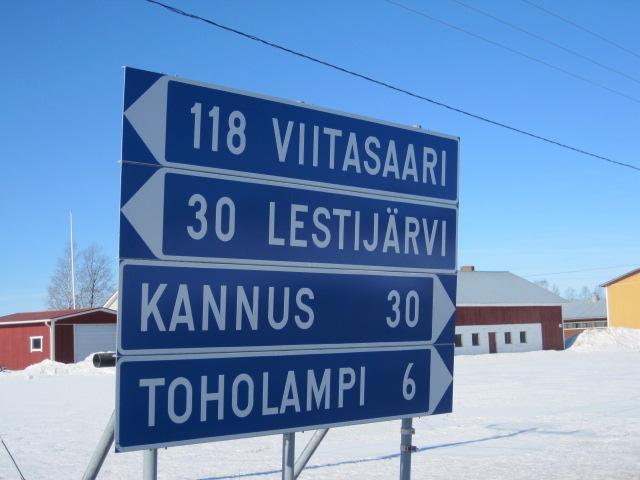 118 VIITASAARI
30 LESTIJÄRVI
KANNUS 30
TOHOLAMPI 6